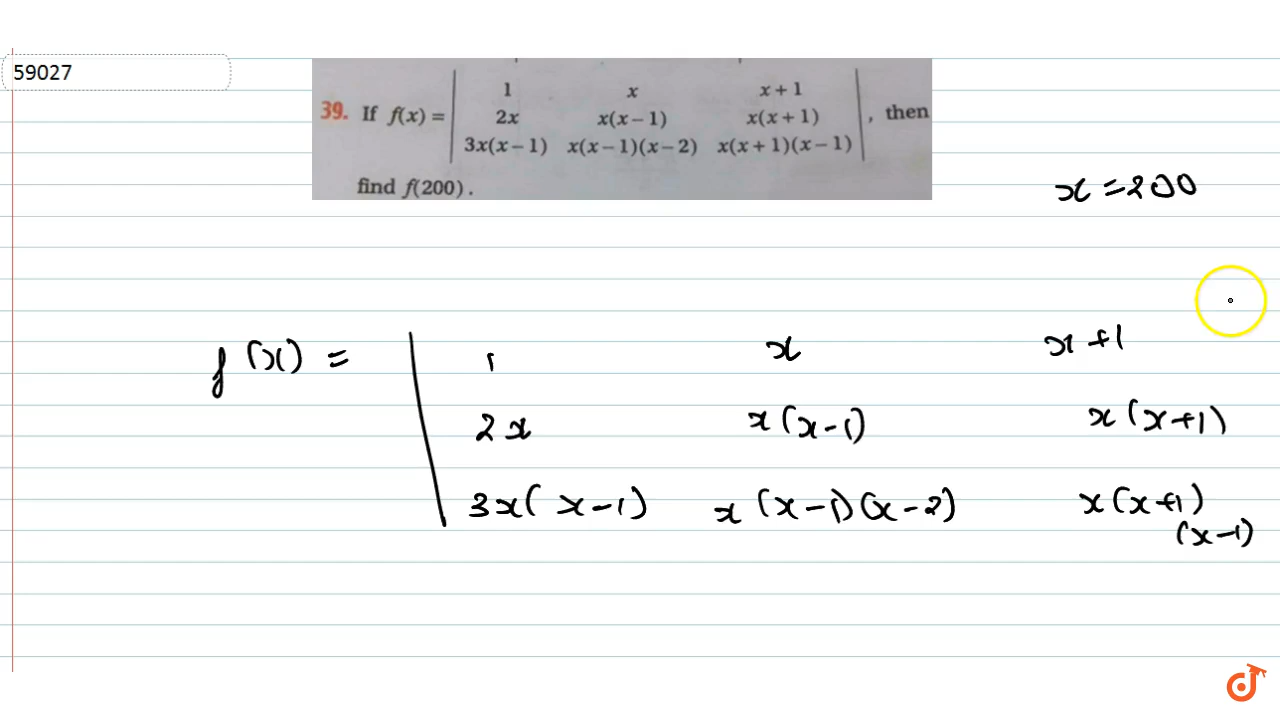 59027
39. If f(x) = | 1 x x + 1 |
| 2x x(x – 1) x(x + 1) | , then
| 3x(x – 1) x(x – 1)(x – 2) x(x + 1)(x – 1) |
find f(200).
x = 200
f(x) = | 1 x x+1
2x x(x-1) x(x+1)
3x(x-1) x(x-1)(x-2) x(x+1)
(x-1)